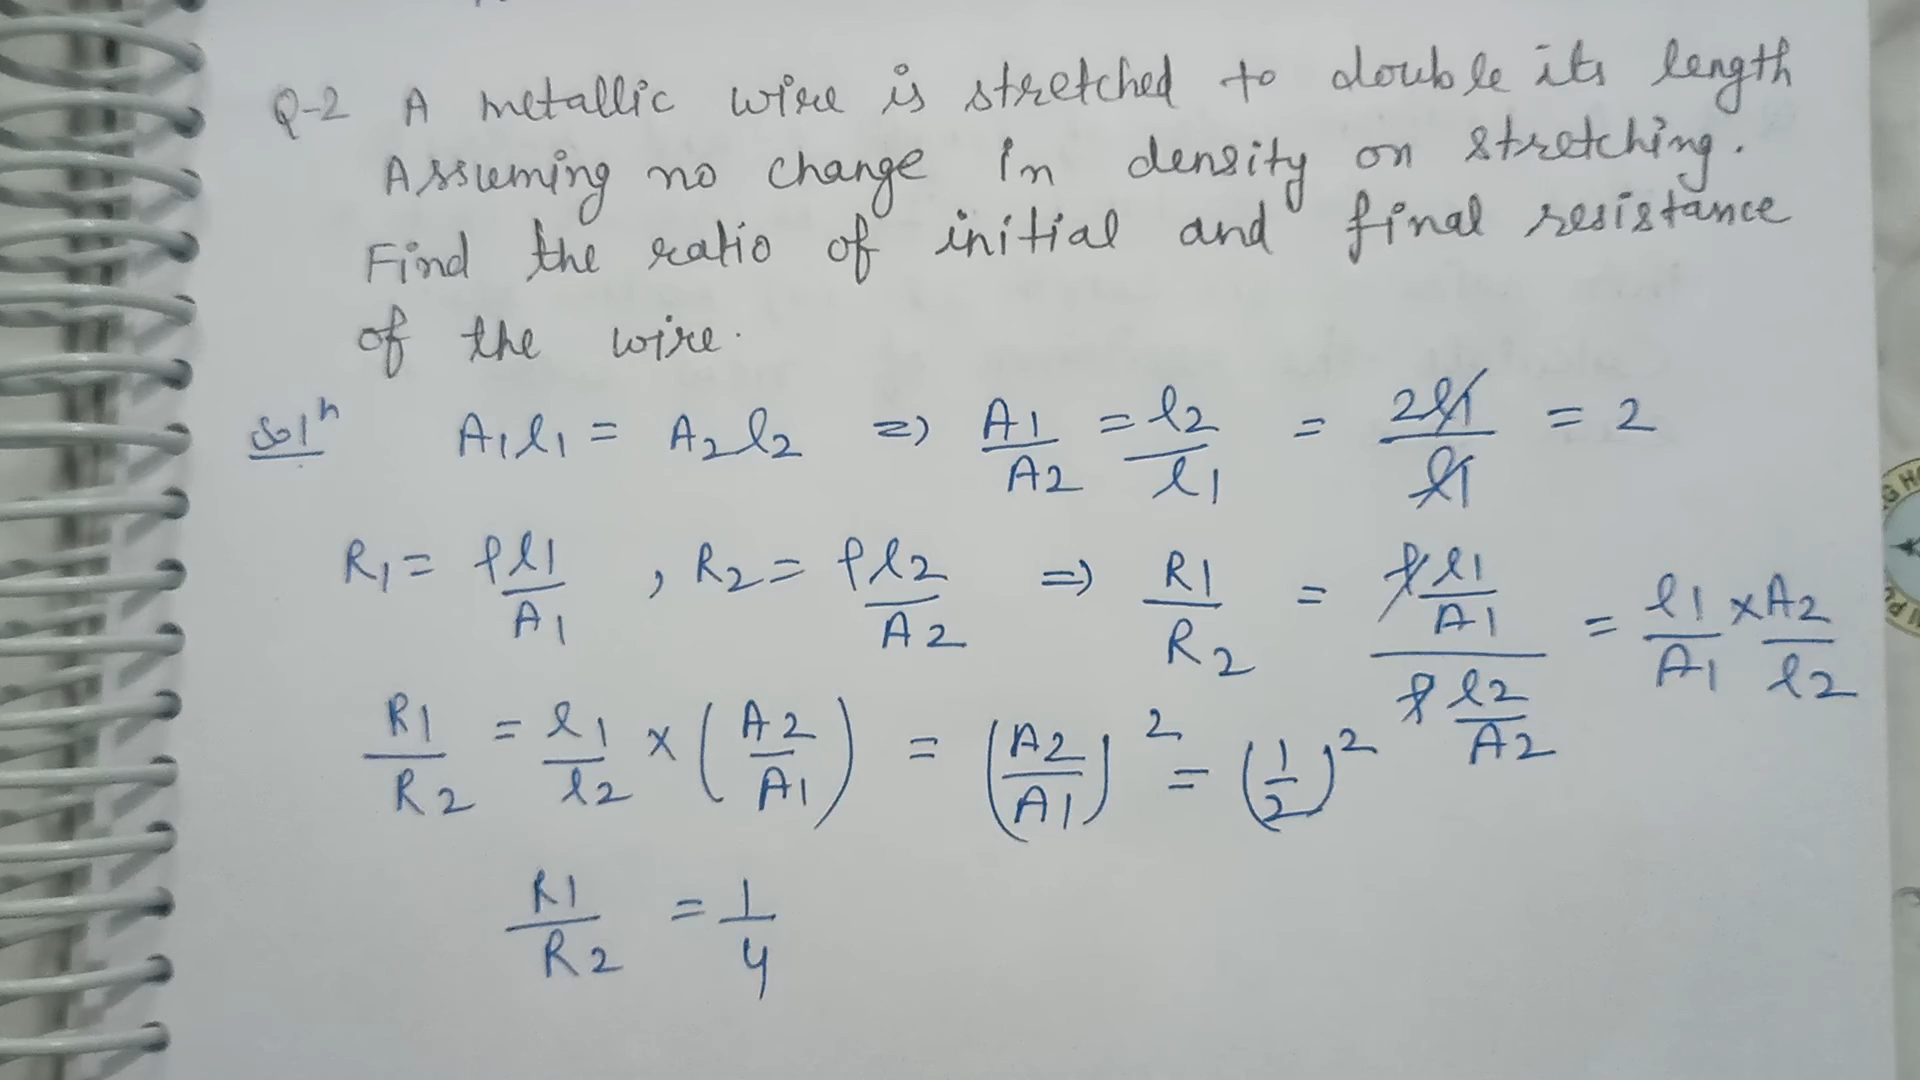 Q-2 A metallic wire is stretched to double its length
Assuming no change in density on stretching.
Find the ratio of initial and final resistance
of the wire.
Solⁿ A₁l₁ = A₂l₂ => A1/A2 = l2/l1 = 2l1/l1 = 2
R₁ = ρl1/A1 , R₂ = ρl2/A2 => R1/R2 = (ρl1/A1)/(ρl2/A2) = l1/A1 × A2/l2
R1/R2 = l1/l2 × (A2/A1) = (A2/A1)² = (1/2)²
R1/R2 = 1/4